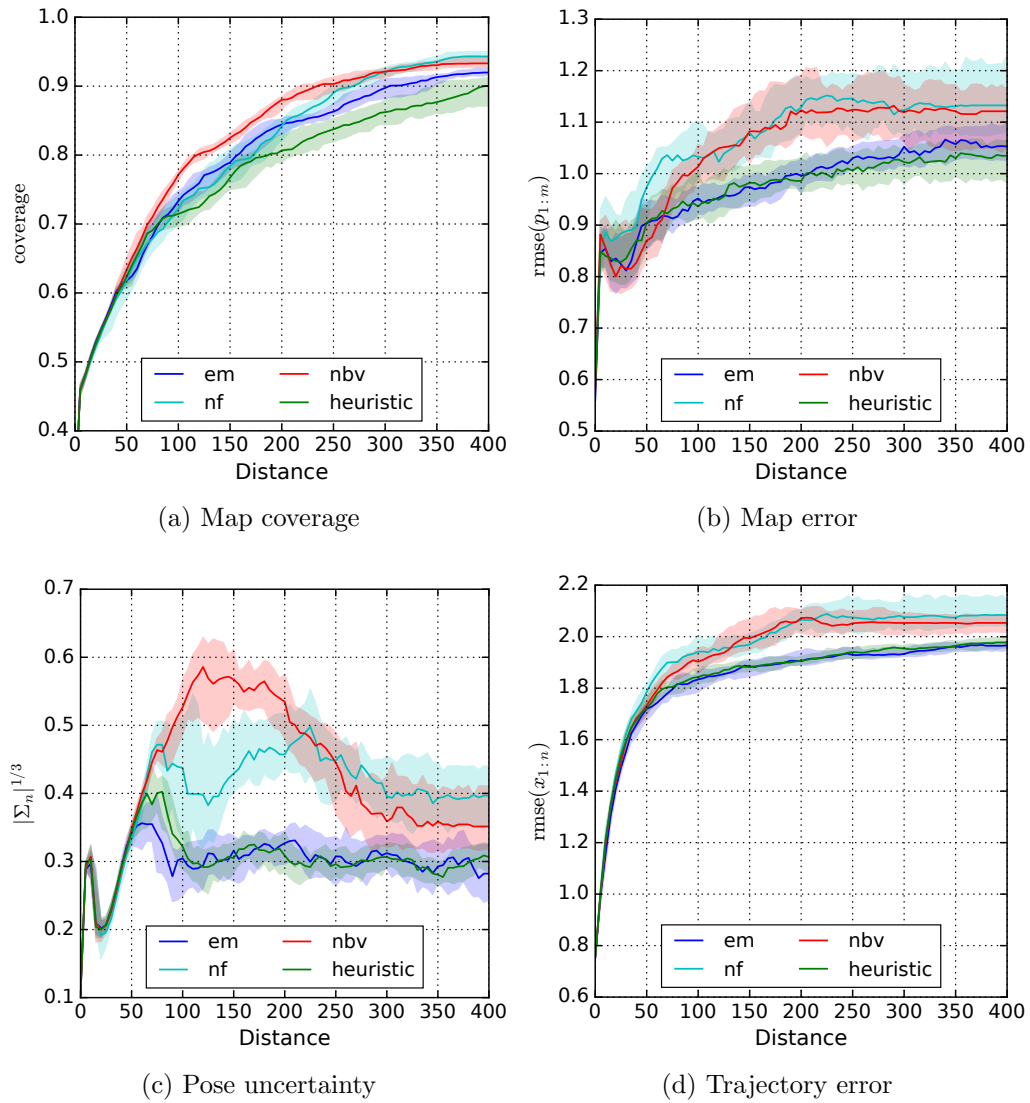 1.0
0.9
0.8
0.7
0.6
0.5
0.4
coverage
em
nbv
nf
heuristic
0 50 100 150 200 250 300 350 400
Distance
(a) Map coverage
1.3
1.2
1.1
1.0
0.9
0.8
0.7
0.6
0.5
rmse(p₁:ₘ)
em
nbv
nf
heuristic
0 50 100 150 200 250 300 350 400
Distance
(b) Map error
0.7
0.6
0.5
0.4
0.3
0.2
0.1
|Σₙ|^{1/3}
em
nbv
nf
heuristic
0 50 100 150 200 250 300 350 400
Distance
(c) Pose uncertainty
2.2
2.0
1.8
1.6
1.4
1.2
1.0
0.8
0.6
rmse(x₁:ₙ)
em
nbv
nf
heuristic
0 50 100 150 200 250 300 350 400
Distance
(d) Trajectory error